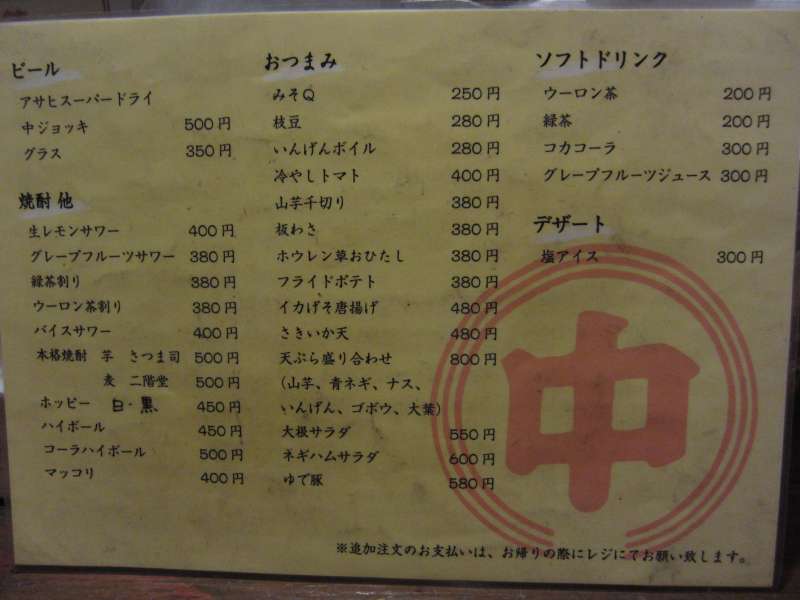 ビール
アサヒスーパードライ
中ジョッキ 500円
グラス 350円
焼酎 他
生レモンサワー 400円
グレープフルーツサワー 380円
緑茶割り 380円
ウーロン茶割り 380円
バイスサワー 400円
本格焼酎 芋 さつま司 500円
麦 二階堂 500円
ホッピー 白・黒 450円
ハイボール 450円
コーラハイボール 500円
マッコリ 400円
おつまみ
みそQ 250円
枝豆 280円
いんげんボイル 280円
冷やしトマト 400円
山芋千切り 380円
板わさ 380円
ホウレン草おひたし 380円
フライドポテト 380円
イカげそ唐揚げ 480円
さきいか天 480円
天ぷら盛り合わせ 800円
(山芋、青ネギ、ナス、
いんげん、ゴボウ、大葉)
大根サラダ 550円
ネギハムサラダ 600円
ゆで豚 580円
ソフトドリンク
ウーロン茶 200円
緑茶 200円
コカコーラ 300円
グレープフルーツジュース 300円
デザート
塩アイス 300円
中
※追加注文のお支払いは、お帰りの際にレジにてお願い致します。